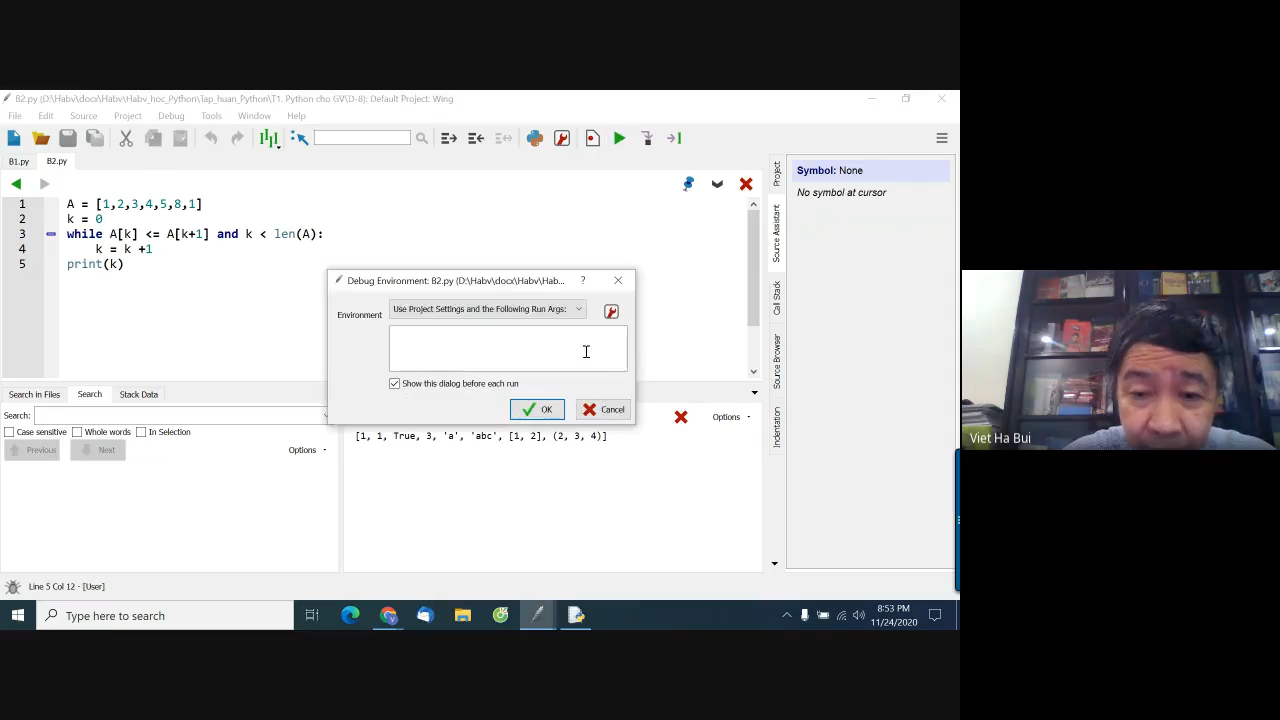 B2.py (D:\Habv\docx\Habv_hoc_Python\Tap_huan_Python\T1. Python cho GV\D-8): Default Project: Wing
File Edit Source Project Debug Tools Window Help
B1.py B2.py
1 A = [1,2,3,4,5,8,1]
2 k = 0
3 while A[k] <= A[k+1] and k < len(A):
4 k = k +1
5 print(k)
Debug Environment: B2.py (D:\Habv\docx\Habv\Hab...
?
Environment
Use Project Settings and the Following Run Args:
Show this dialog before each run
OK
Cancel
Project
Source Assistant
Call Stack
Source Browser
Indentation
Symbol: None
No symbol at cursor
Search in Files Search Stack Data
Search:
Case sensitive Whole words In Selection
Previous Next Options
Options
[1, 1, True, 3, 'a', 'abc', [1, 2], (2, 3, 4)]
Line 5 Col 12 - [User]
Type here to search
8:53 PM
11/24/2020
Viet Ha Bui